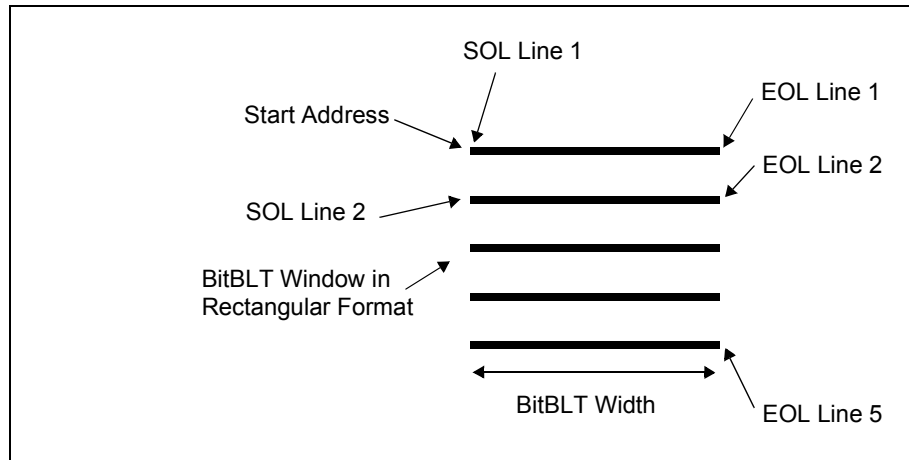 SOL Line 1
EOL Line 1
Start Address
EOL Line 2
SOL Line 2
BitBLT Window in
Rectangular Format
BitBLT Width
EOL Line 5